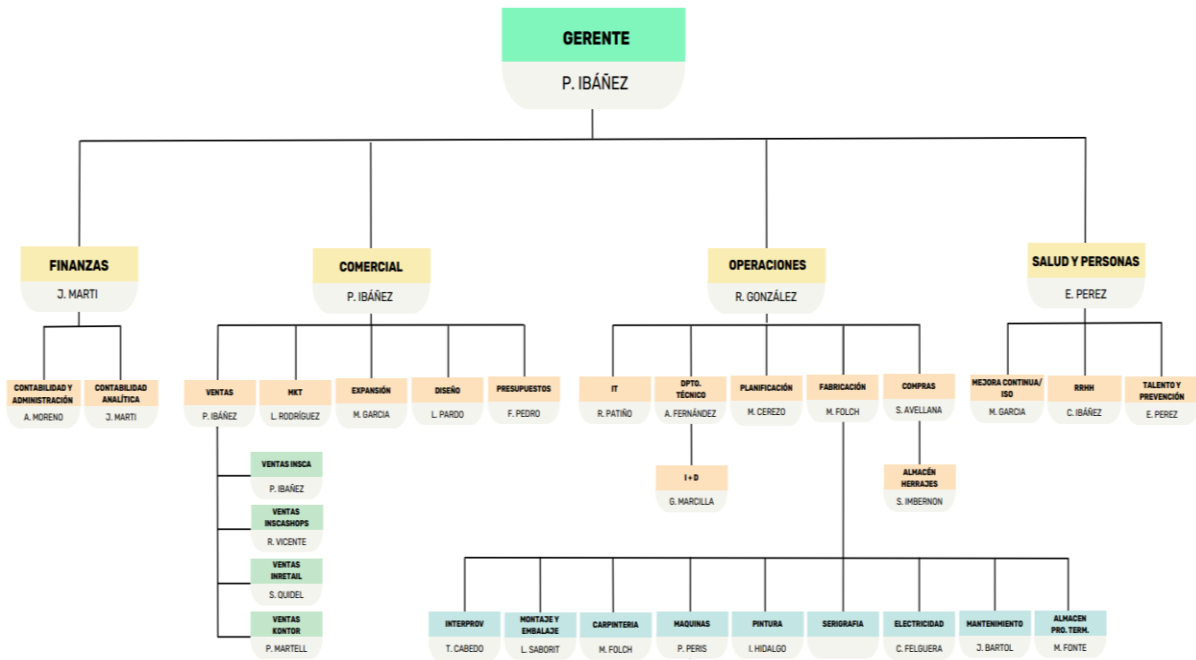 GERENTE
P. IBÁÑEZ
FINANZAS
J. MARTI
COMERCIAL
P. IBÁÑEZ
OPERACIONES
R. GONZÁLEZ
SALUD Y PERSONAS
E. PEREZ
CONTABILIDAD Y
ADMINISTRACIÓN
A. MORENO
CONTABILIDAD
ANALÍTICA
J. MARTI
VENTAS
P. IBÁÑEZ
MKT
L. RODRÍGUEZ
EXPANSIÓN
M. GARCIA
DISEÑO
L. PARDO
PRESUPUESTOS
F. PEDRO
IT
R. PATIÑO
DPTO.
TÉCNICO
A. FERNÁNDEZ
PLANIFICACIÓN
M. CEREZO
FABRICACIÓN
M. FOLCH
COMPRAS
S. AVELLANA
MEJORA CONTINUA/
ISO
M. GARCIA
RRHH
C. IBÁÑEZ
TALENTO Y
PREVENCIÓN
E. PEREZ
VENTAS INSCA
P. IBAÑEZ
VENTAS
INSCASHOPS
R. VICENTE
VENTAS
INRETAIL
S. QUIDEL
VENTAS
KONTOR
P. MARTELL
I + D
G. MARCILLA
ALMACÉN
HERRAJES
S. IMBERNON
INTERPROV
T. CABEDO
MONTAJE Y
EMBALAJE
L. SABORIT
CARPINTERIA
M. FOLCH
MAQUINAS
P. PERIS
PINTURA
I. HIDALGO
SERIGRAFIA
ELECTRICIDAD
C. FELGUERA
MANTENIMIENTO
J. BARTOL
ALMACEN
PRO. TERM.
M. FONTE